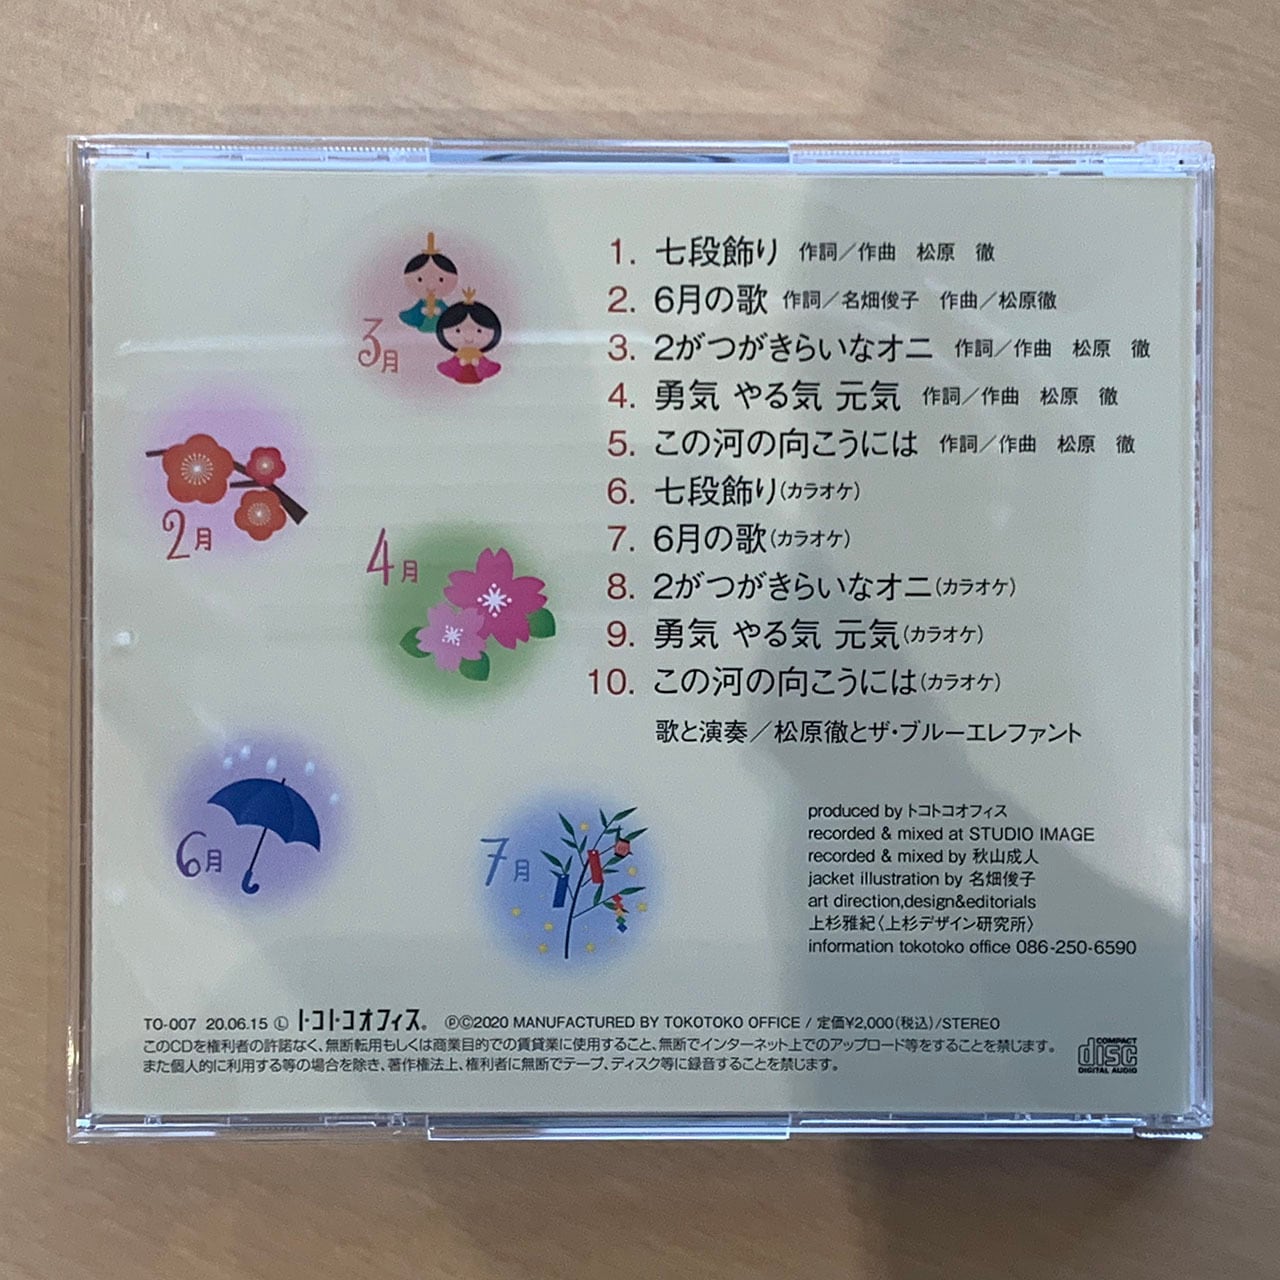 1. 七段飾り 作詞／作曲 松原 徹
2. 6月の歌 作詞／名畑俊子 作曲／松原徹
3. 2がつがきらいなオニ 作詞／作曲 松原 徹
4. 勇気 やる気 元気 作詞／作曲 松原 徹
5. この河の向こうには 作詞／作曲 松原 徹
6. 七段飾り(カラオケ)
7. 6月の歌(カラオケ)
8. 2がつがきらいなオニ(カラオケ)
9. 勇気 やる気 元気(カラオケ)
10. この河の向こうには(カラオケ)
歌と演奏／松原徹とザ・ブルーエレファント
3月
2月
4月
6月
7月
produced by トコトコオフィス
recorded & mixed at STUDIO IMAGE
recorded & mixed by 秋山成人
jacket illustration by 名畑俊子
art direction,design&editorials
上杉雅紀〈上杉デザイン研究所〉
information tokotoko office 086-250-6590
TO-007 20.06.15 Ⓛ トコトコオフィス。 ℗©2020 MANUFACTURED BY TOKOTOKO OFFICE / 定価¥2,000(税込)/STEREO
このCDを権利者の許諾なく、無断転用もしくは商業目的での賃貸業に使用すること、無断でインターネット上でのアップロード等をすることを禁じます。
また個人的に利用する等の場合を除き、著作権法上、権利者に無断でテープ、ディスク等に録音することを禁じます。
COMPACT
disc
DIGITAL AUDIO